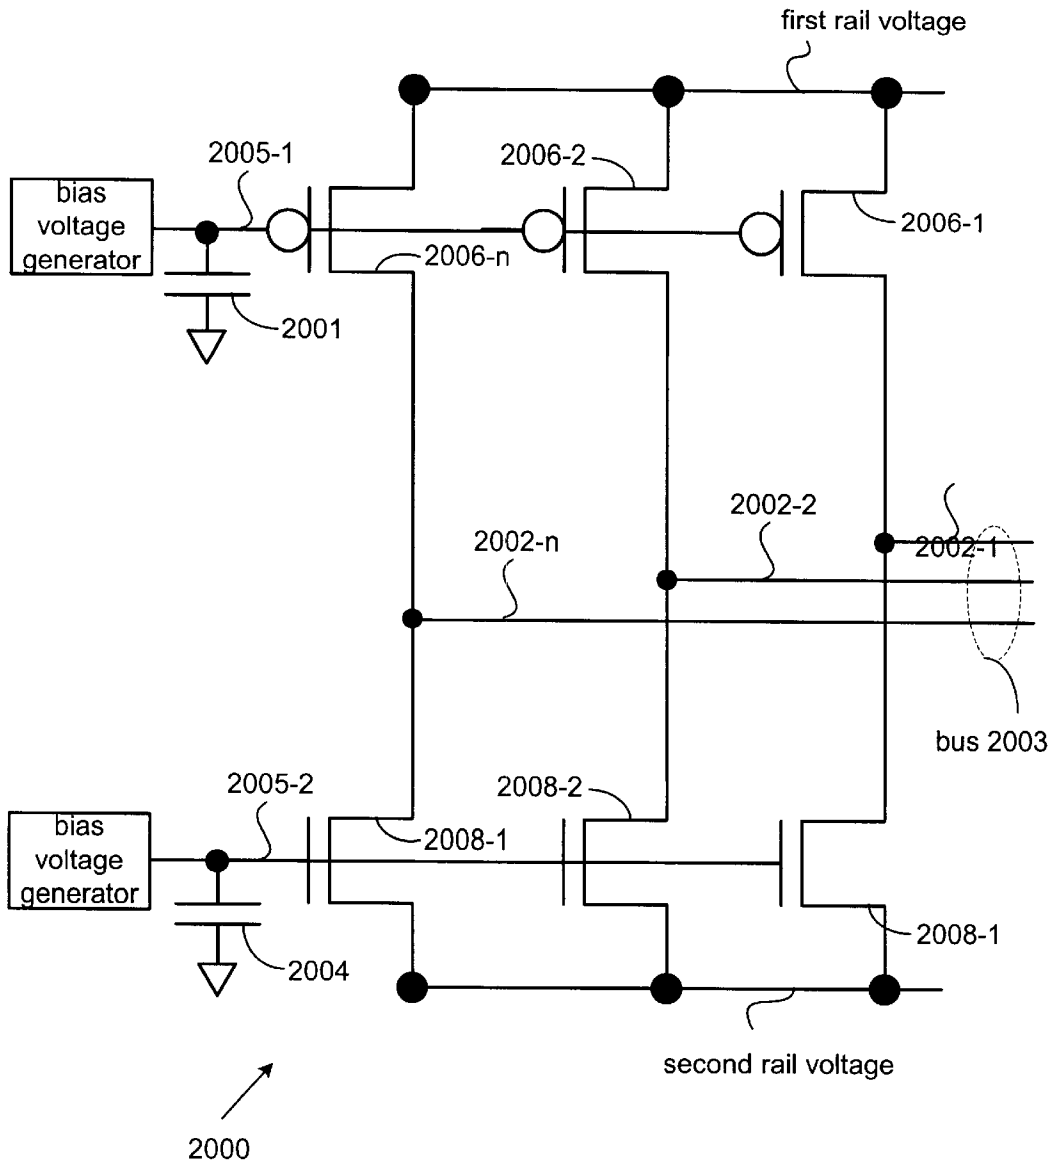 first rail voltage
2005-1
2006-2
bias
voltage
generator
2006-1
2006-n
2001
2002-2
2002-n
2002-1
bus 2003
2005-2
2008-2
bias
voltage
generator
2008-1
2008-1
2004
second rail voltage
2000